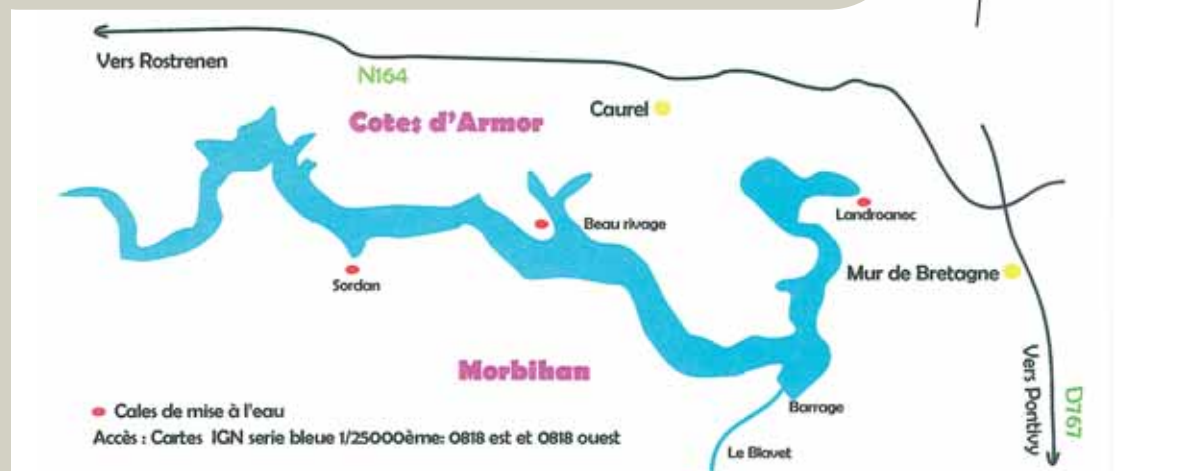 Vers Rostrenen
N164
Caurel
Cotes d'Armor
Landroanec
Beau rivage
Mur de Bretagne
Sordan
Vers Pontivy
D767
Morbihan
Barrage
Cales de mise à l'eau
Accès : Cartes IGN serie bleue 1/25000ème: 0818 est et 0818 ouest
Le Blavet